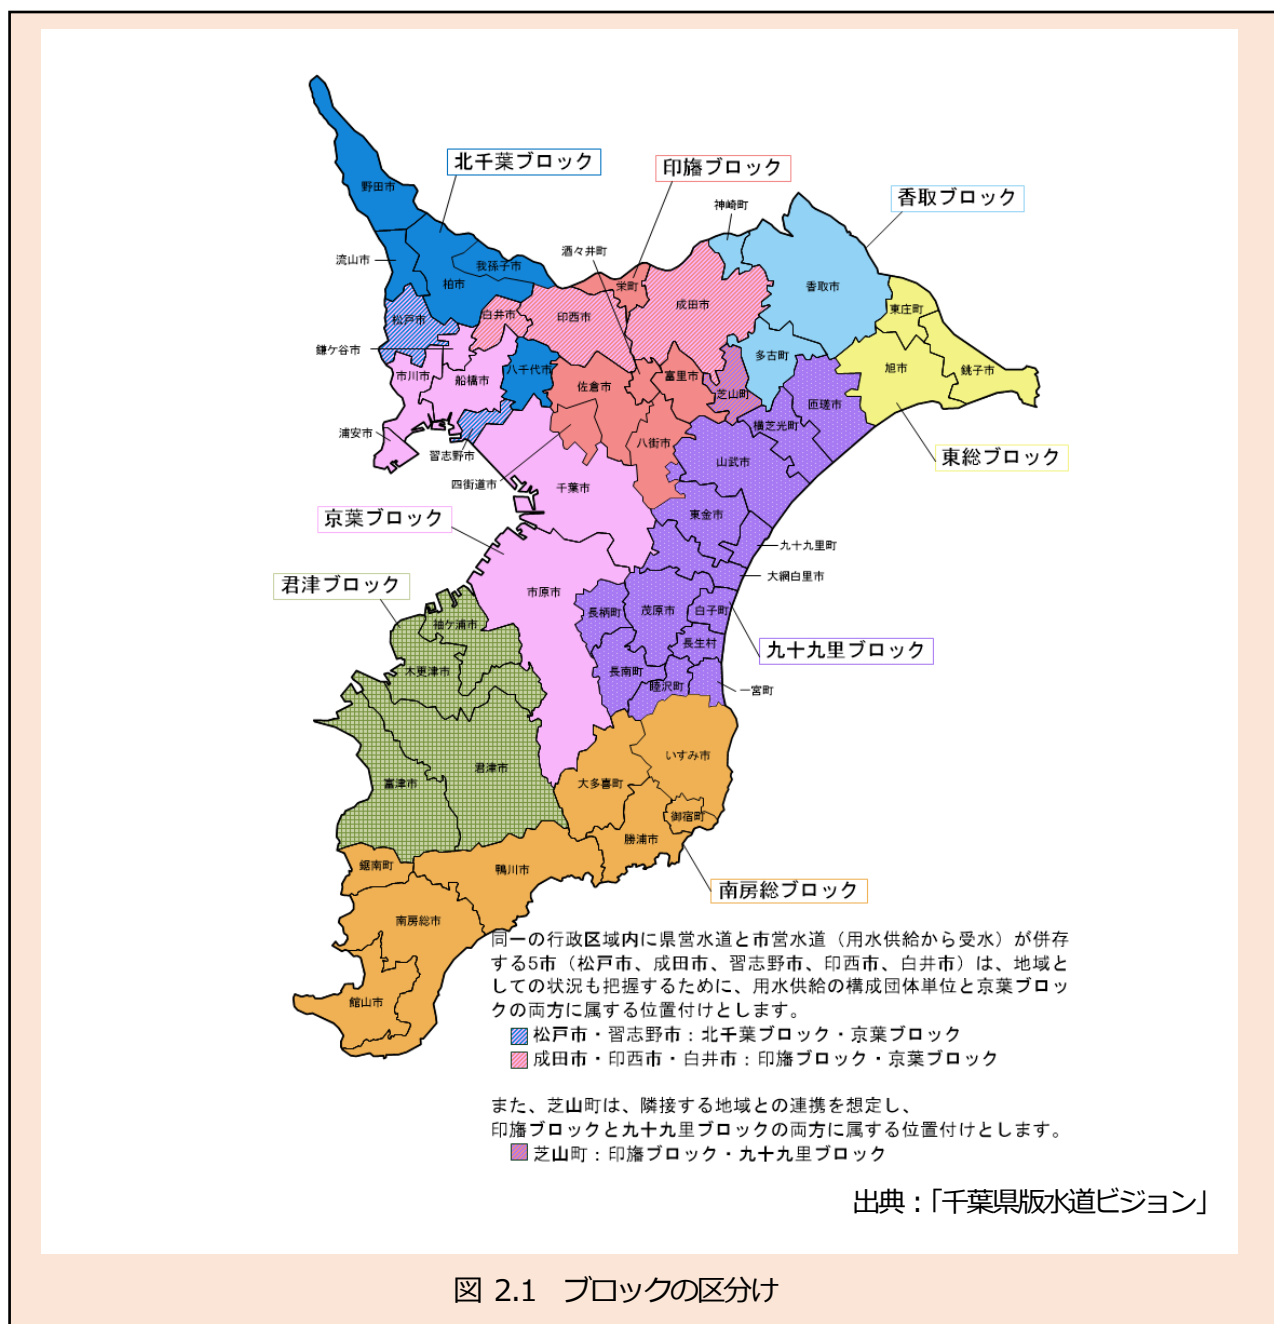 北千葉ブロック
印旛ブロック
香取ブロック
野田市
神崎町
流山市
柏市
我孫子市
酒々井町
栄町
成田市
香取市
東庄町
松戸市
白井市
印西市
鎌ケ谷市
市川市
船橋市
八千代市
佐倉市
富里市
芝山町
多古町
旭市
銚子市
匝瑳市
横芝光町
浦安市
習志野市
四街道市
八街市
山武市
東総ブロック
千葉市
京葉ブロック
東金市
九十九里町
大網白里市
君津ブロック
市原市
長柄町
茂原市
白子町
袖ケ浦市
長生村
九十九里ブロック
木更津市
長南町
睦沢町
一宮町
君津市
富津市
大多喜町
いすみ市
御宿町
勝浦市
鋸南町
鴨川市
南房総ブロック
南房総市
館山市
同一の行政区域内に県営水道と市営水道（用水供給から受水）が併存
する5市（松戸市、成田市、習志野市、印西市、白井市）は、地域と
しての状況も把握するために、用水供給の構成団体単位と京葉ブロッ
クの両方に属する位置付けとします。
松戸市・習志野市：北千葉ブロック・京葉ブロック
成田市・印西市・白井市：印旛ブロック・京葉ブロック
また、芝山町は、隣接する地域との連携を想定し、
印旛ブロックと九十九里ブロックの両方に属する位置付けとします。
芝山町：印旛ブロック・九十九里ブロック
出典：「千葉県版水道ビジョン」
図 2.1　ブロックの区分け